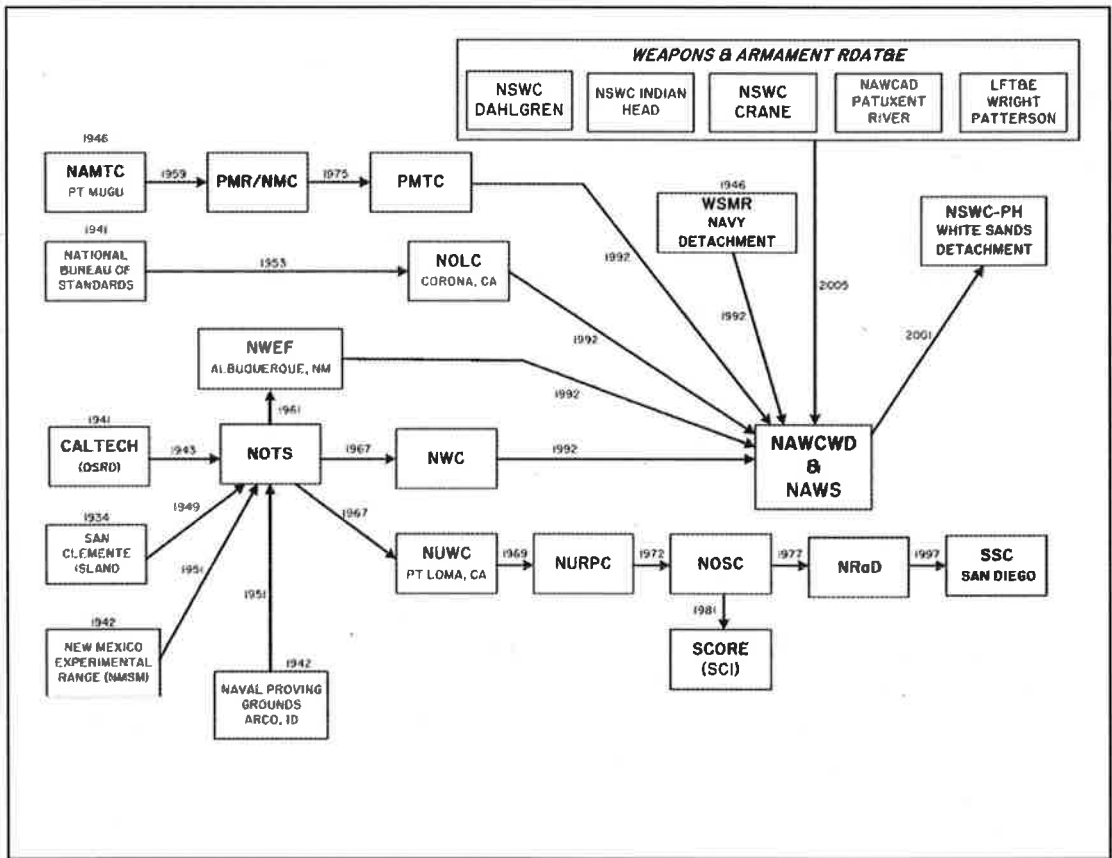 WEAPONS & ARMAMENT RDAT&E
NSWC
DAHLGREN
NSWC INDIAN
HEAD
NSWC
CRANE
NAWCAD
PATUXENT
RIVER
LFT&E
WRIGHT
PATTERSON
1946
NAMTC
PT MUGU
1959
PMR/NMC
1975
PMTC
1992
1946
WSMR
NAVY
DETACHMENT
1992
2005
NSWC-PH
WHITE SANDS
DETACHMENT
2001
1941
NATIONAL
BUREAU OF
STANDARDS
1953
NOLC
CORONA, CA
1992
NWEF
ALBUQUERQUE, NM
1992
1961
1941
CALTECH
(OSRD)
1943
NOTS
1967
NWC
1992
NAWCWD
&
NAWS
1934
SAN
CLEMENTE
ISLAND
1949
1967
NUWC
PT LOMA, CA
1969
NURPC
1972
NOSC
1977
NRaD
1997
SSC
SAN DIEGO
1981
SCORE
(SCI)
1942
NEW MEXICO
EXPERIMENTAL
RANGE (NMSM)
1951
1951
1942
NAVAL PROVING
GROUNDS
ARCO, ID